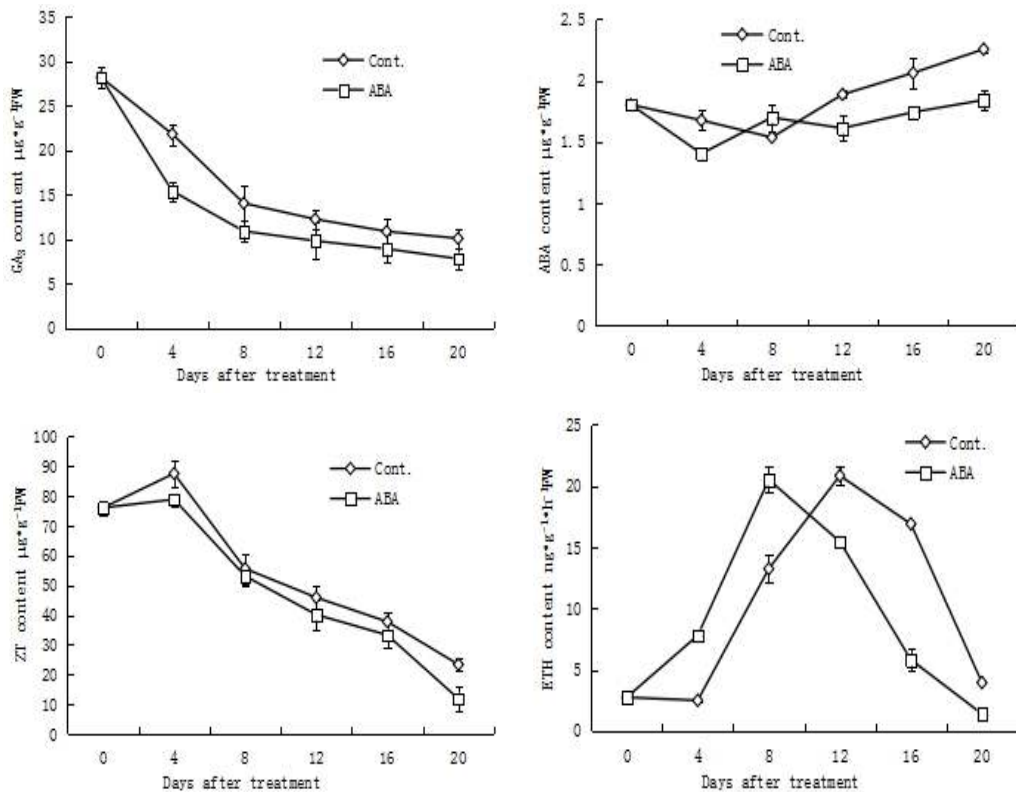 35
30
25
20
15
10
5
0
GA₃ conntent μg•g⁻¹FW
Cont.
ABA
0 4 8 12 16 20
Days after treatment
2.5
2
1.5
1
0.5
0
ABA content μg•g⁻¹FW
Cont.
ABA
0 4 8 12 16 20
Days after treatment
100
90
80
70
60
50
40
30
20
10
0
ZT content μg•g⁻¹FW
Cont.
ABA
0 4 8 12 16 20
Days after treatment
25
20
15
10
5
0
ETH content ng•g⁻¹•h⁻¹FW
Cont.
ABA
0 4 8 12 16 20
Days after treatment